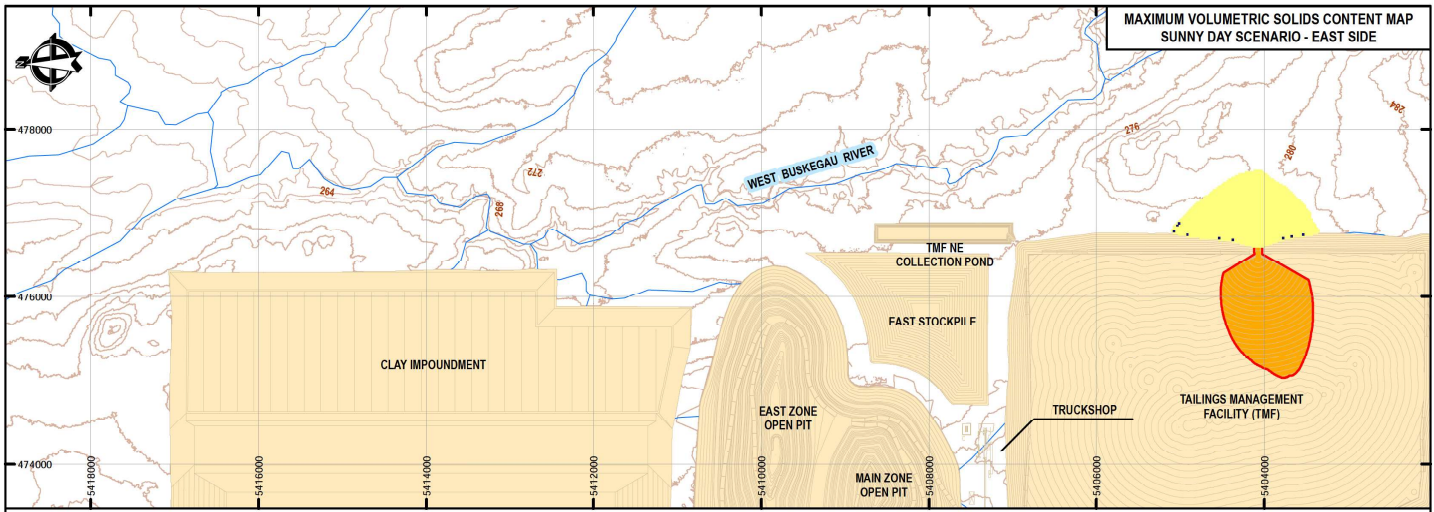 MAXIMUM VOLUMETRIC SOLIDS CONTENT MAP
SUNNY DAY SCENARIO - EAST SIDE
N
284
478000
276
280
WEST BUSKEGAU RIVER
272
264
268
TMF NE
COLLECTION POND
476000
EAST STOCKPILE
CLAY IMPOUNDMENT
TAILINGS MANAGEMENT
FACILITY (TMF)
EAST ZONE
OPEN PIT
TRUCKSHOP
474000
5418000
5416000
5414000
5412000
5410000
5408000
5406000
5404000
MAIN ZONE
OPEN PIT